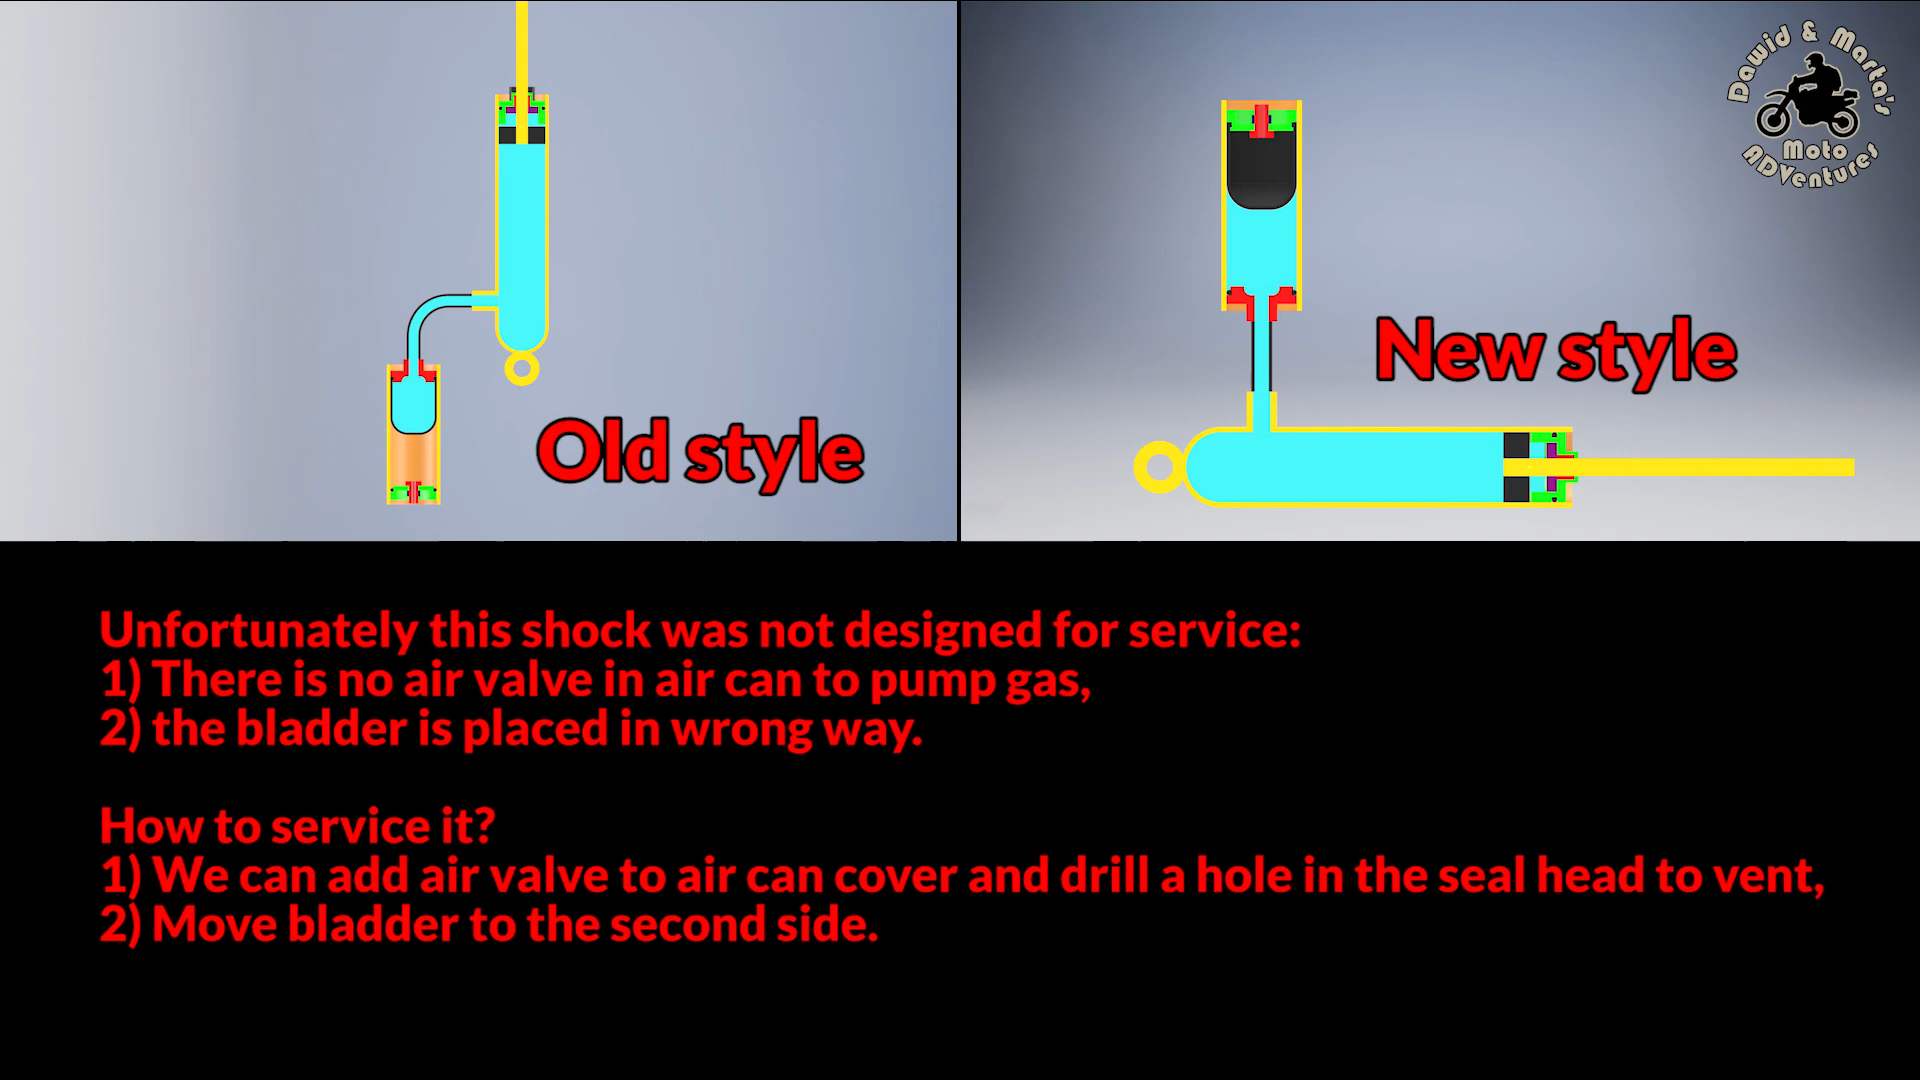 Dawid & Marta's
Moto
ADVentures
Old style
New style
Unfortunately this shock was not designed for service:
1) There is no air valve in air can to pump gas,
2) the bladder is placed in wrong way.
How to service it?
1) We can add air valve to air can cover and drill a hole in the seal head to vent,
2) Move bladder to the second side.